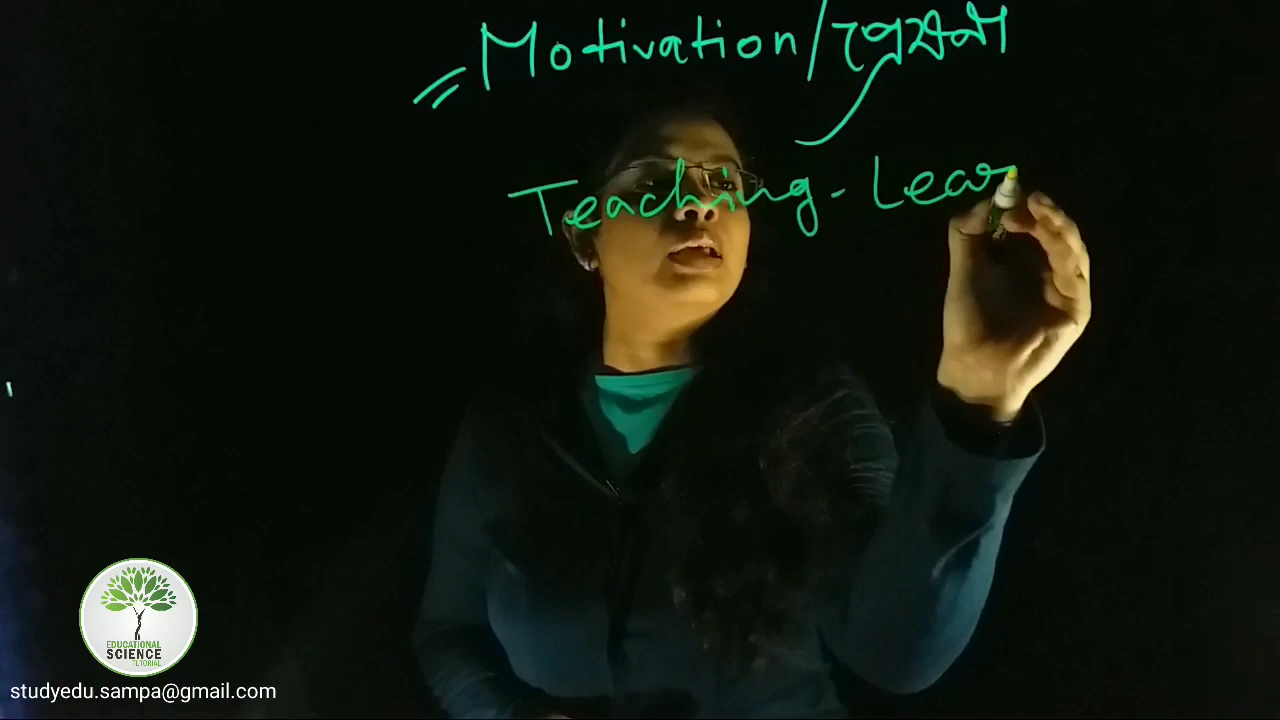 = Motivation/প্রেষণা
Teaching - Lear
EDUCATIONAL
SCIENCE
TUTORIAL
studyedu.sampa@gmail.com